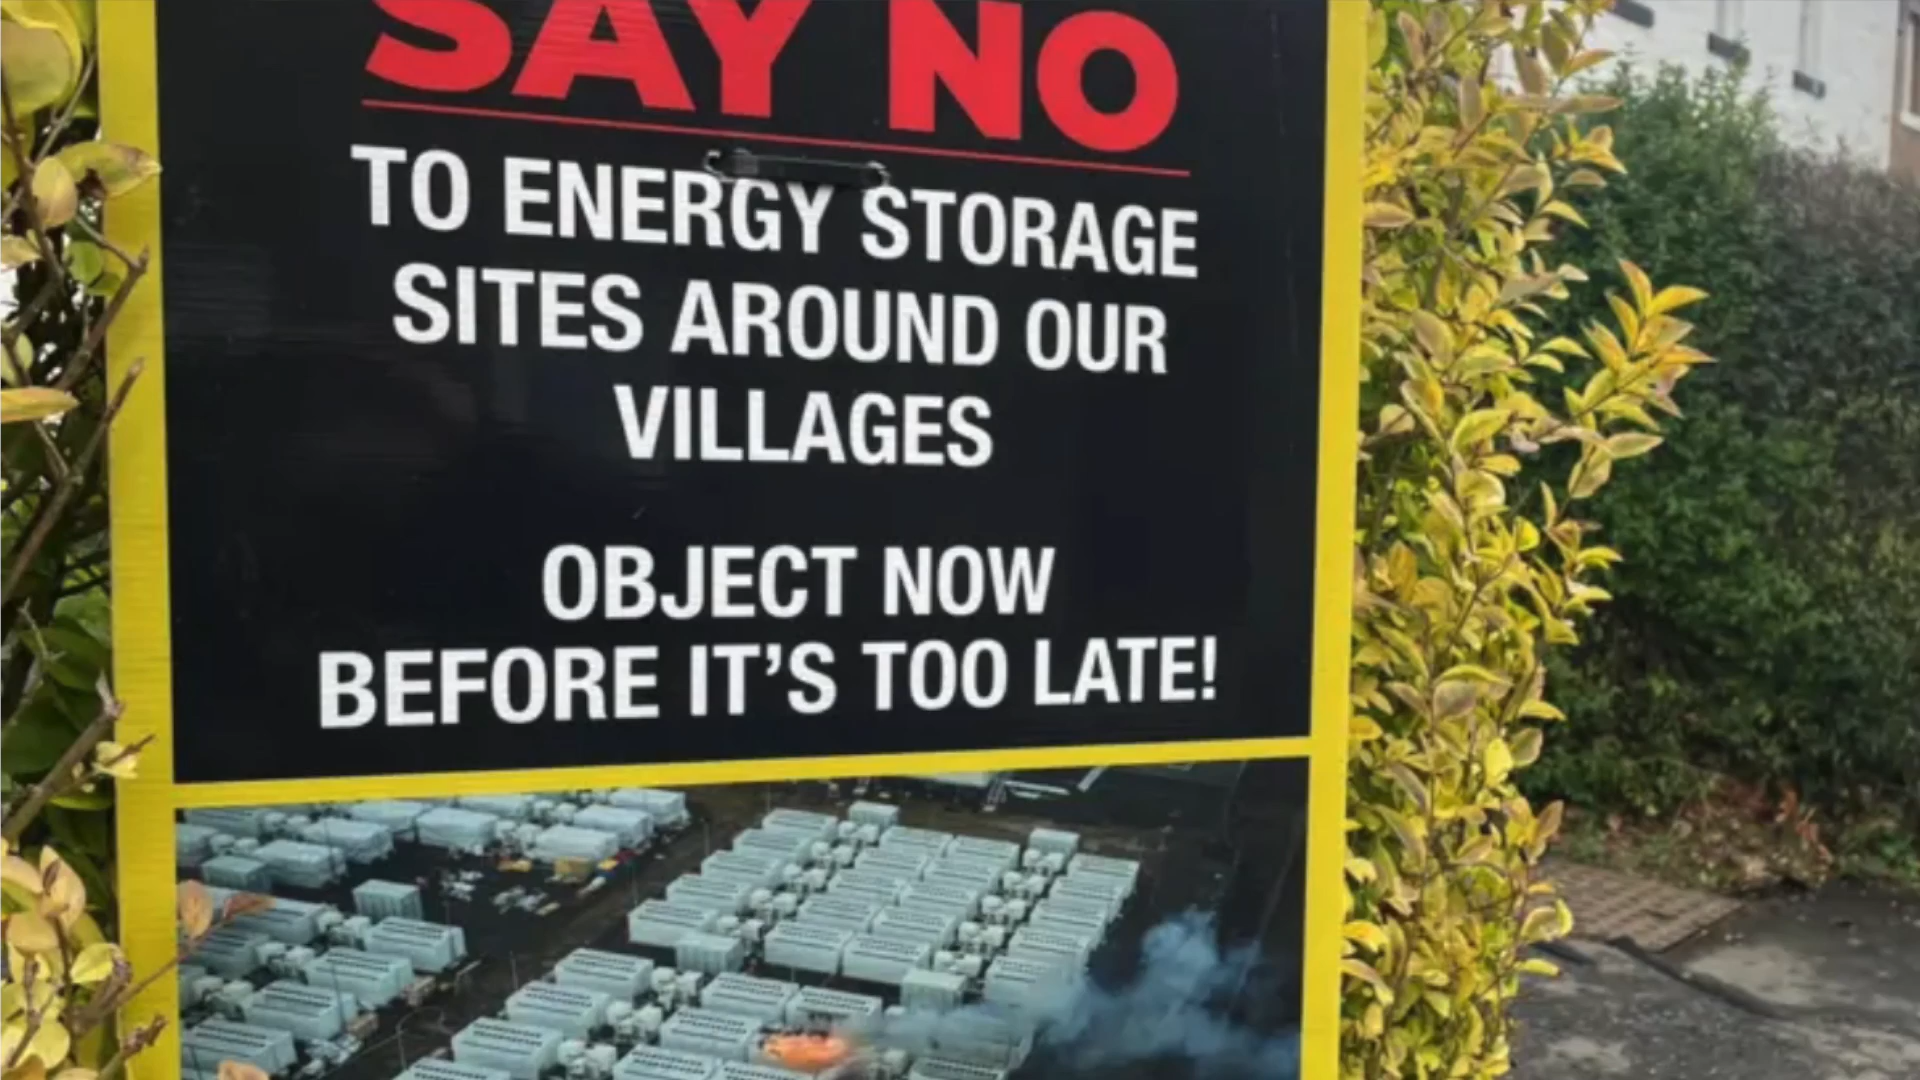 SAY NO
TO ENERGY STORAGE
SITES AROUND OUR
VILLAGES
OBJECT NOW
BEFORE IT'S TOO LATE!